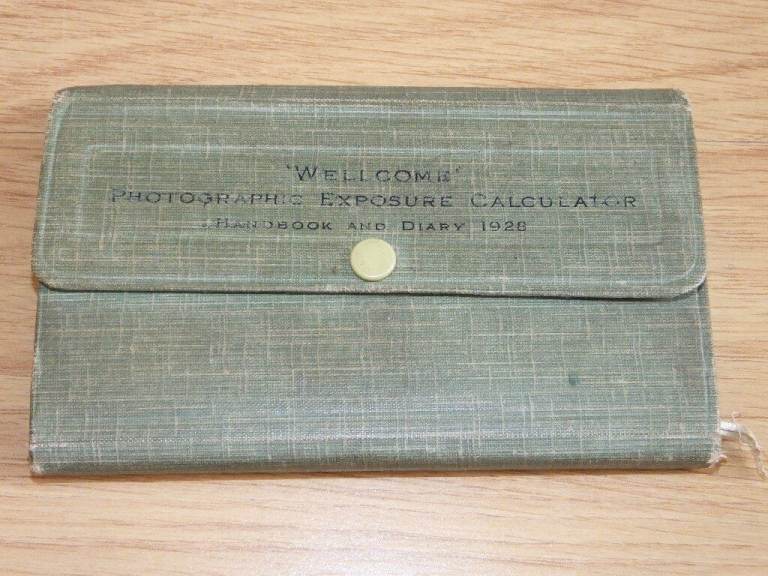 'WELLCOME'
PHOTOGRAPHIC EXPOSURE CALCULATOR
HANDBOOK AND DIARY 1928